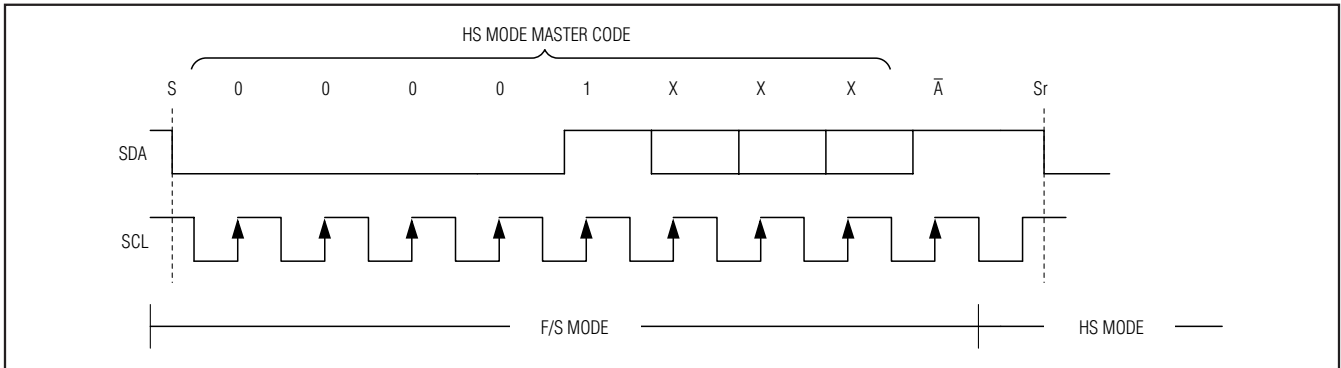 HS MODE MASTER CODE
S 0 0 0 0 1 X X X A̅ Sr
SDA
SCL
F/S MODE HS MODE